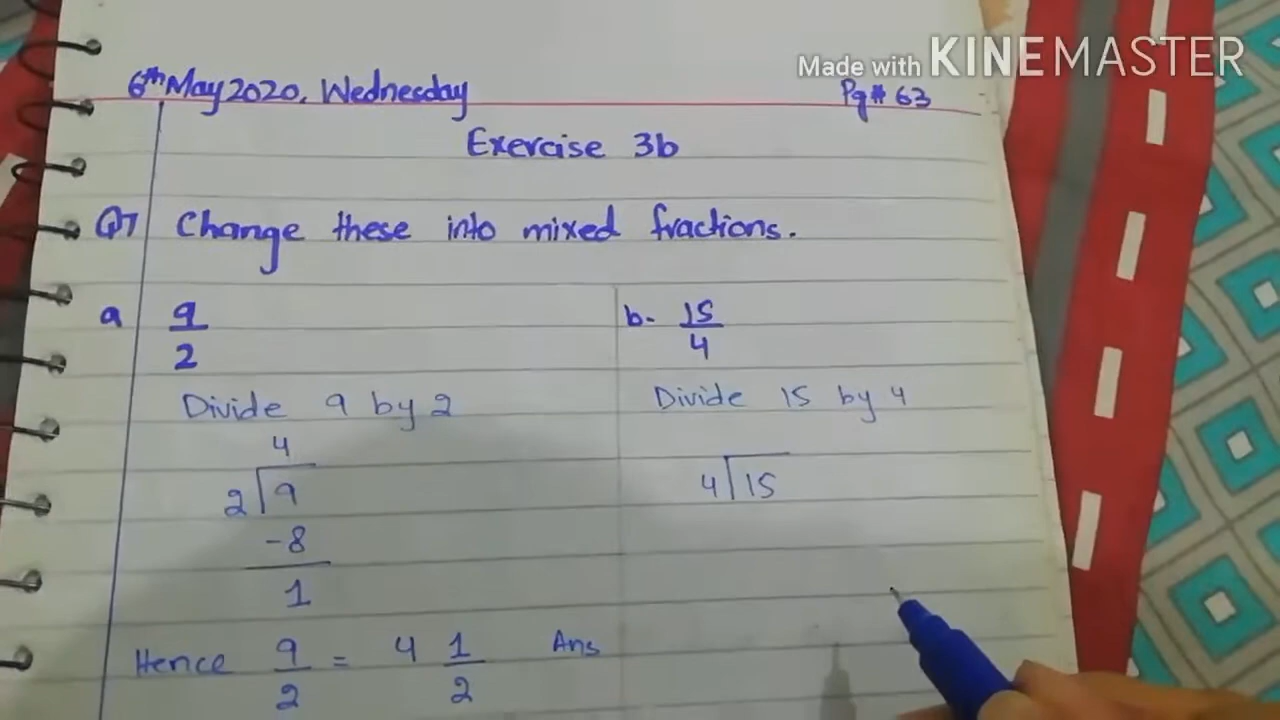 Made with KINEMASTER
6th May 2020, Wednesday Pg# 63
Exercise 3b
Q7 Change these into mixed fractions.
a 9/2
b. 15/4
Divide 9 by 2
4
2 9
-8
1
Hence 9/2 = 4 1/2 Ans
Divide 15 by 4
4 15